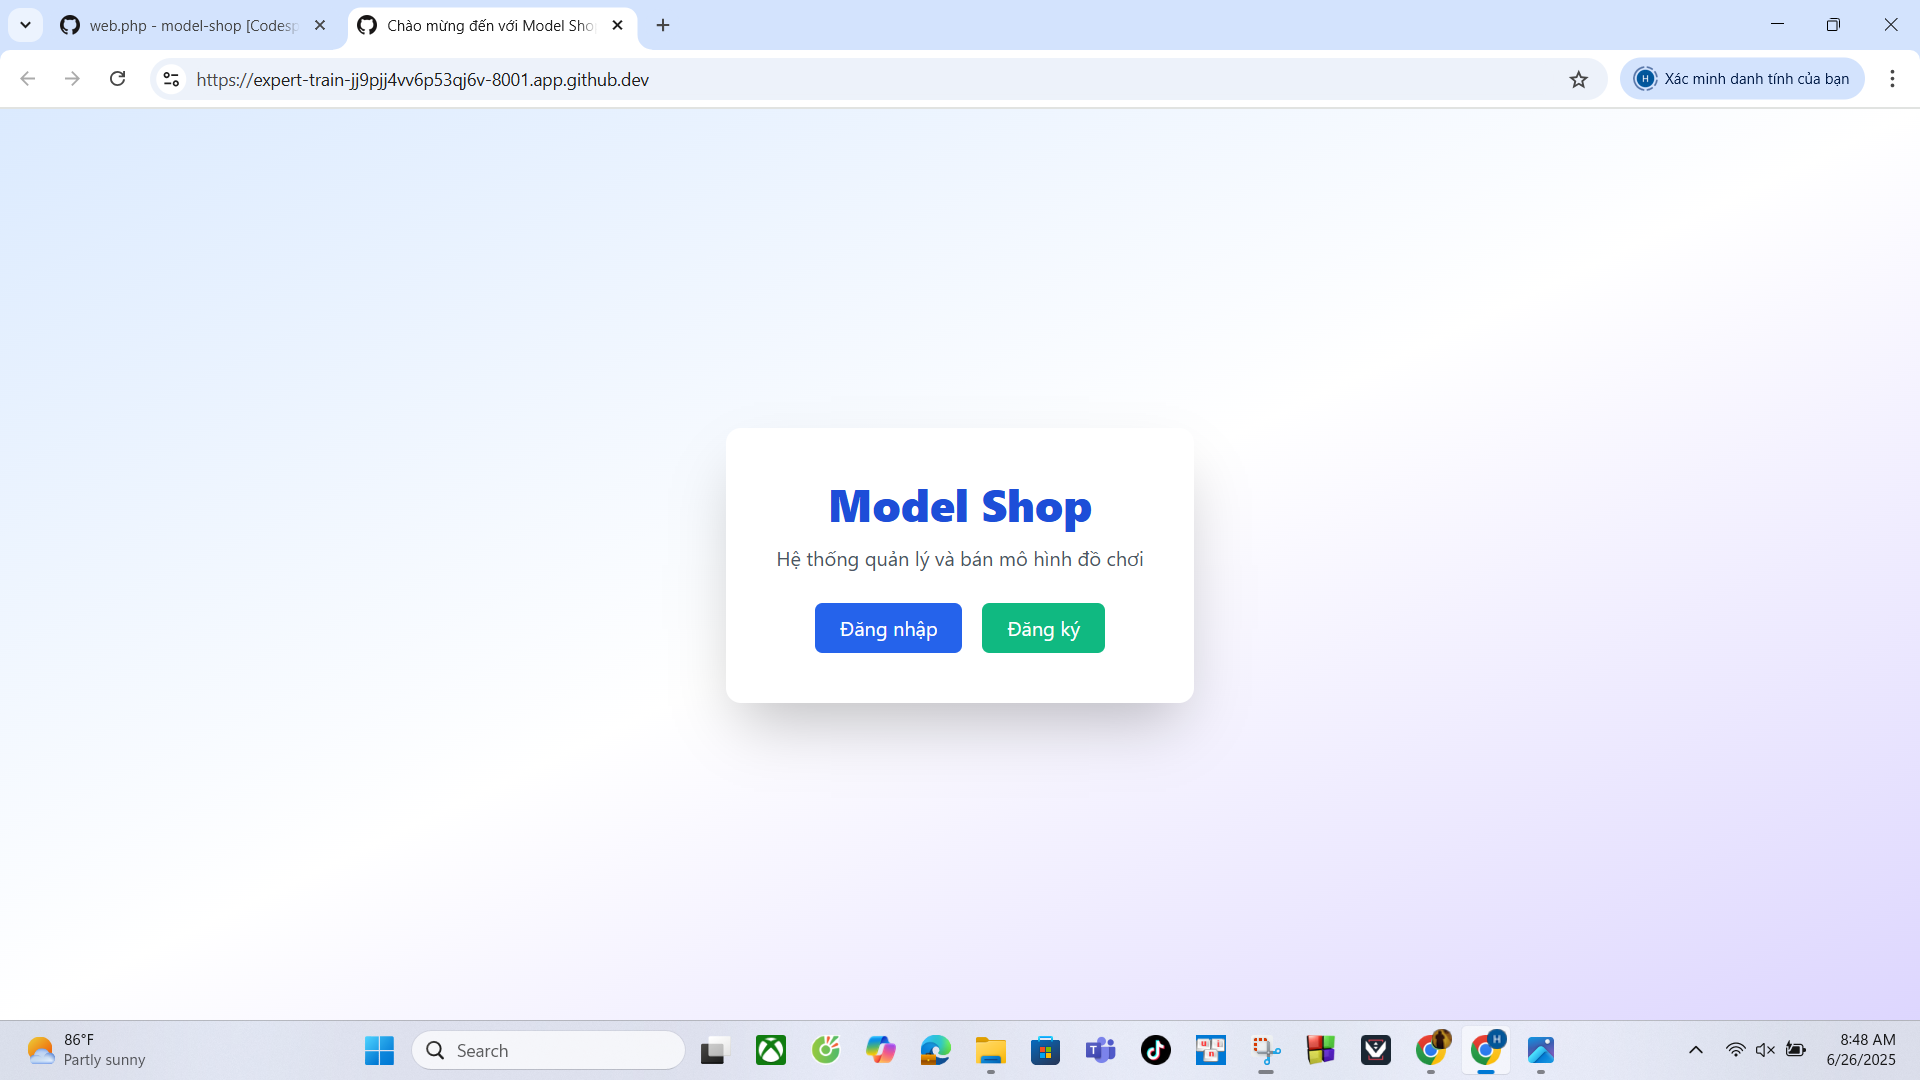 web.php - model-shop [Codesp
Chào mừng đến với Model Sho
https://expert-train-jj9pjj4vv6p53qj6v-8001.app.github.dev
H
Xác minh danh tính của bạn
Model Shop
Hệ thống quản lý và bán mô hình đồ chơi
Đăng nhập
Đăng ký
86°F
Partly sunny
Search
H
8:48 AM
6/26/2025